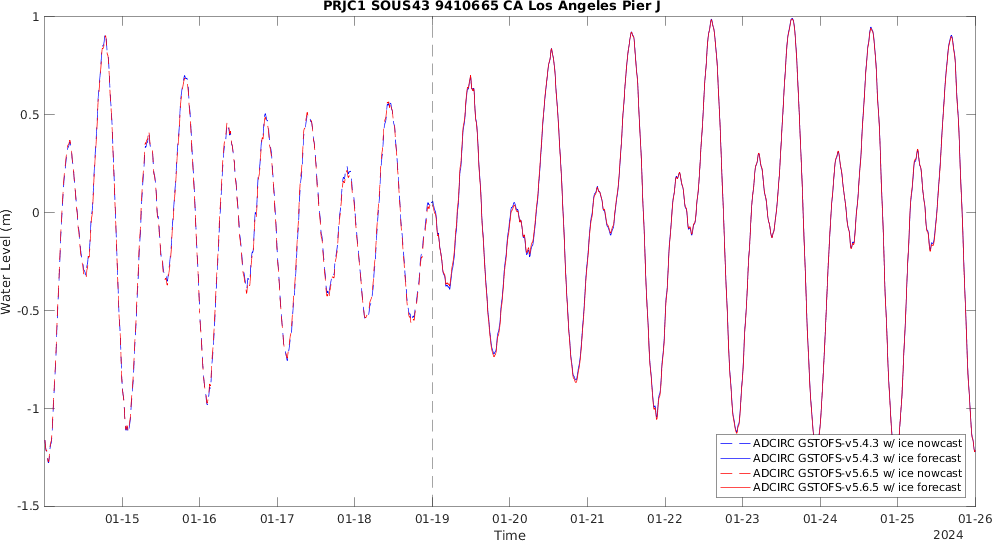 PRJC1 SOUS43 9410665 CA Los Angeles Pier J
1
0.5
0
-0.5
-1
-1.5
Water Level (m)
01-15 01-16 01-17 01-18 01-19 01-20 01-21 01-22 01-23 01-24 01-25 01-26
Time
2024
ADCIRC GSTOFS-v5.4.3 w/ ice nowcast
ADCIRC GSTOFS-v5.4.3 w/ ice forecast
ADCIRC GSTOFS-v5.6.5 w/ ice nowcast
ADCIRC GSTOFS-v5.6.5 w/ ice forecast